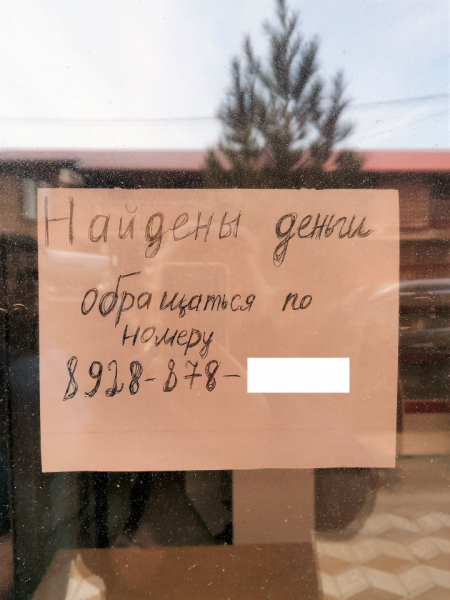 Найдены деньги
обращаться по
номеру
8928-878-